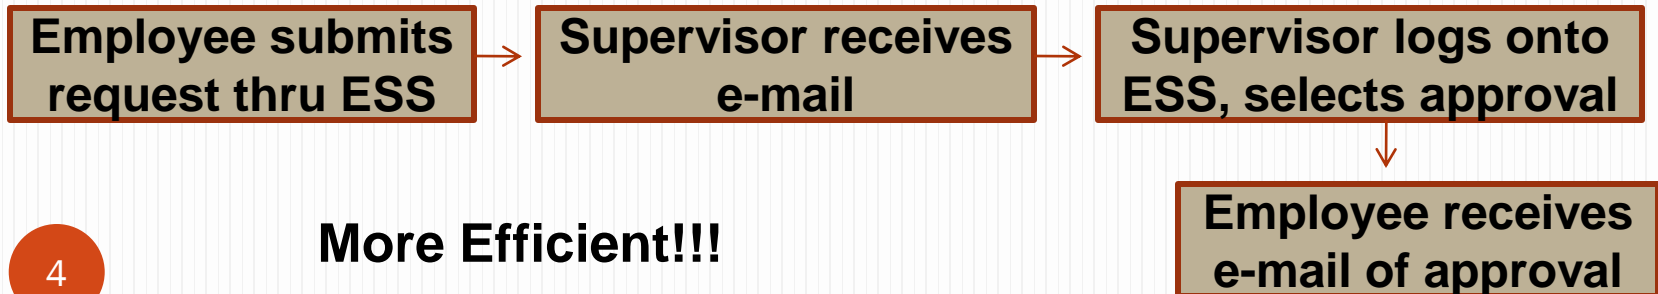 Employee submits
request thru ESS
Supervisor receives
e-mail
Supervisor logs onto
ESS, selects approval
Employee receives
e-mail of approval
More Efficient!!!
4